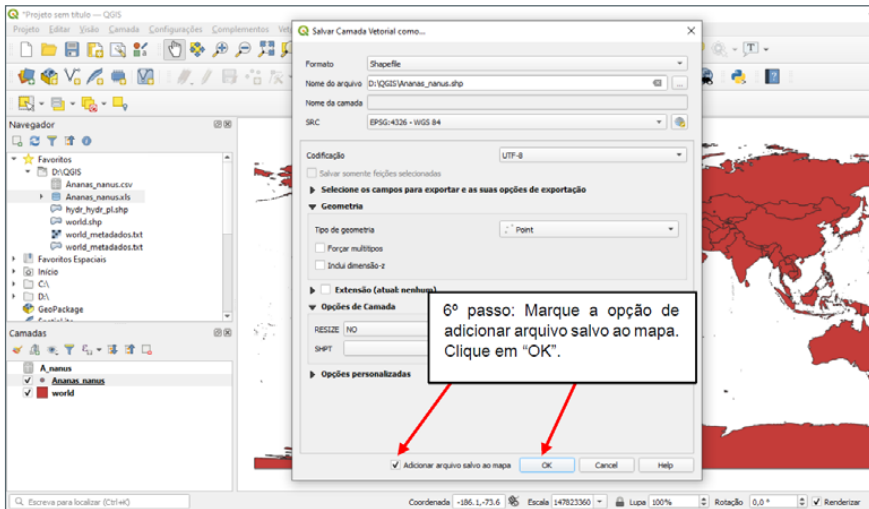 *Projeto sem título — QGIS
Projeto Editar Visão Camada Configurações Complementos
Navegador
Favoritos
D:\QGIS
Ananas_nanus.csv
Ananas_nanus.xls
hydr_hydr_pl.shp
world.shp
world_metadados.txt
world_metadados.txt
Favoritos Espaciais
Início
C:\
D:\
GeoPackage
Camadas
A_nanus
Ananas_nanus
world
Salvar Camada Vetorial como...
Formato Shapefile
Nome do arquivo D:\QGIS\Ananas_nanus.shp
Nome da camada
SRC EPSG:4326 - WGS 84
Codificação UTF-8
Salvar somente feições selecionadas
Selecione os campos para exportar e as suas opções de exportação
Geometria
Tipo de geometria Point
Forçar multitipos
Inclui dimensão-z
Extensão (atual: nenhum)
Opções de Camada
RESIZE NO
SHPT
Opções personalizadas
6º passo: Marque a opção de
adicionar arquivo salvo ao mapa.
Clique em “OK”.
Adicionar arquivo salvo ao mapa OK Cancel Help
Escreva para localizar (Ctrl+K) Coordenada -186.1,-73.6 Escala 147823360 Lupa 100% Rotação 0,0 ° Renderizar